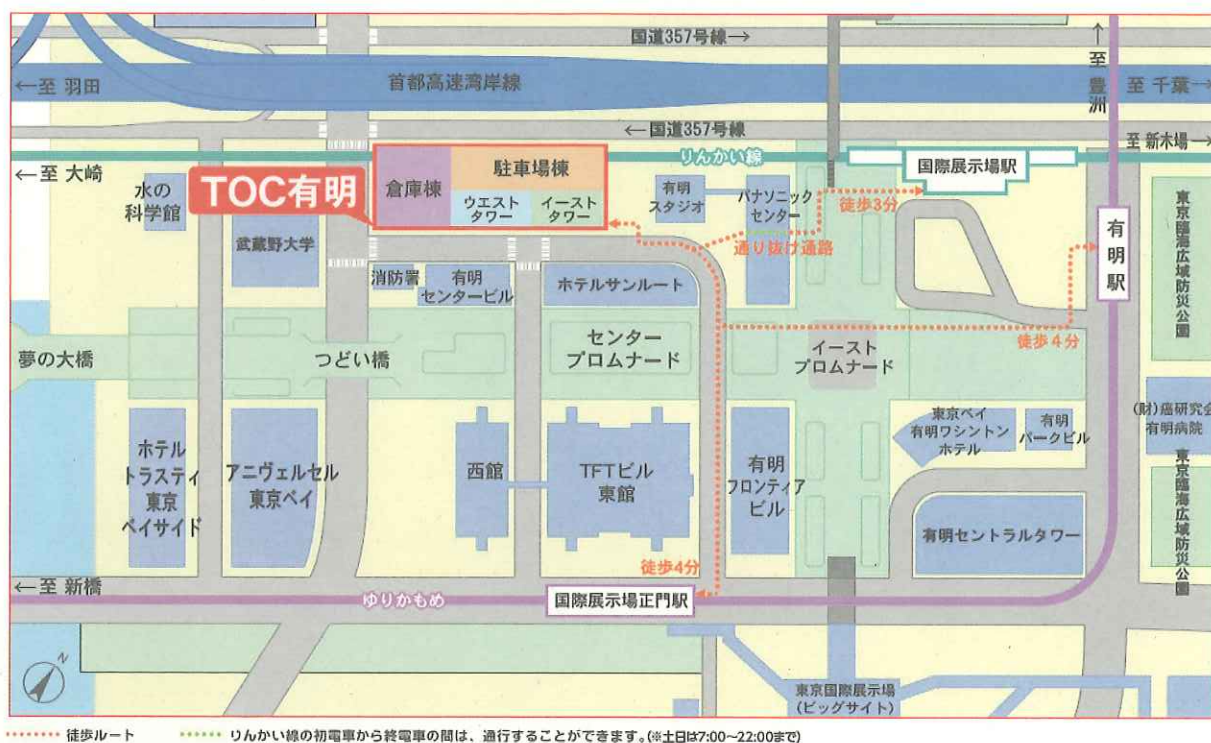 国道357号線→
首都高速湾岸線
←至 羽田
至豊洲
至 千葉→
←国道357号線
至 新木場→
←至 大崎
りんかい線
国際展示場駅
水の
科学館
TOC有明
倉庫棟
駐車場棟
ウエスト
タワー
イースト
タワー
有明
スタジオ
パナソニック
センター
徒歩3分
通り抜け通路
武蔵野大学
消防署
有明
センタービル
ホテルサンルート
有明駅
東京臨海広域防災公園
夢の大橋
つどい橋
センター
プロムナード
イースト
プロムナード
徒歩4分
ホテル
トラスティ
東京
ベイサイド
アニヴェルセル
東京ベイ
西館
TFTビル
東館
有明
フロンティア
ビル
東京ベイ
有明ワシントン
ホテル
有明
パークビル
(財)癌研究会
有明病院
東京臨海広域防災公園
有明セントラルタワー
徒歩4分
←至 新橋
ゆりかもめ
国際展示場正門駅
N
東京国際展示場
(ビッグサイト)
徒歩ルート
りんかい線の初電車から終電車の間は、通行することができます。(※土日は7:00〜22:00まで)